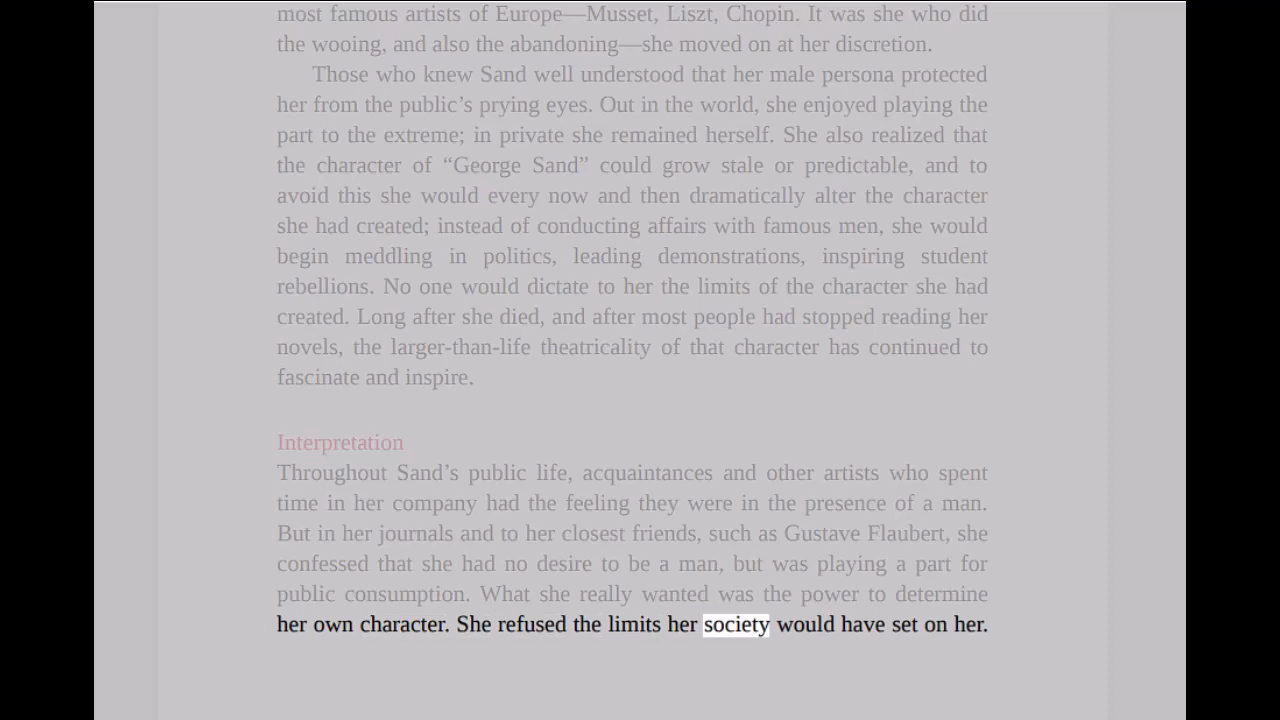 most famous artists of Europe—Musset, Liszt, Chopin. It was she who did
the wooing, and also the abandoning—she moved on at her discretion.
Those who knew Sand well understood that her male persona protected
her from the public’s prying eyes. Out in the world, she enjoyed playing the
part to the extreme; in private she remained herself. She also realized that
the character of “George Sand” could grow stale or predictable, and to
avoid this she would every now and then dramatically alter the character
she had created; instead of conducting affairs with famous men, she would
begin meddling in politics, leading demonstrations, inspiring student
rebellions. No one would dictate to her the limits of the character she had
created. Long after she died, and after most people had stopped reading her
novels, the larger-than-life theatricality of that character has continued to
fascinate and inspire.
Interpretation
Throughout Sand’s public life, acquaintances and other artists who spent
time in her company had the feeling they were in the presence of a man.
But in her journals and to her closest friends, such as Gustave Flaubert, she
confessed that she had no desire to be a man, but was playing a part for
public consumption. What she really wanted was the power to determine
her own character. She refused the limits her society would have set on her.